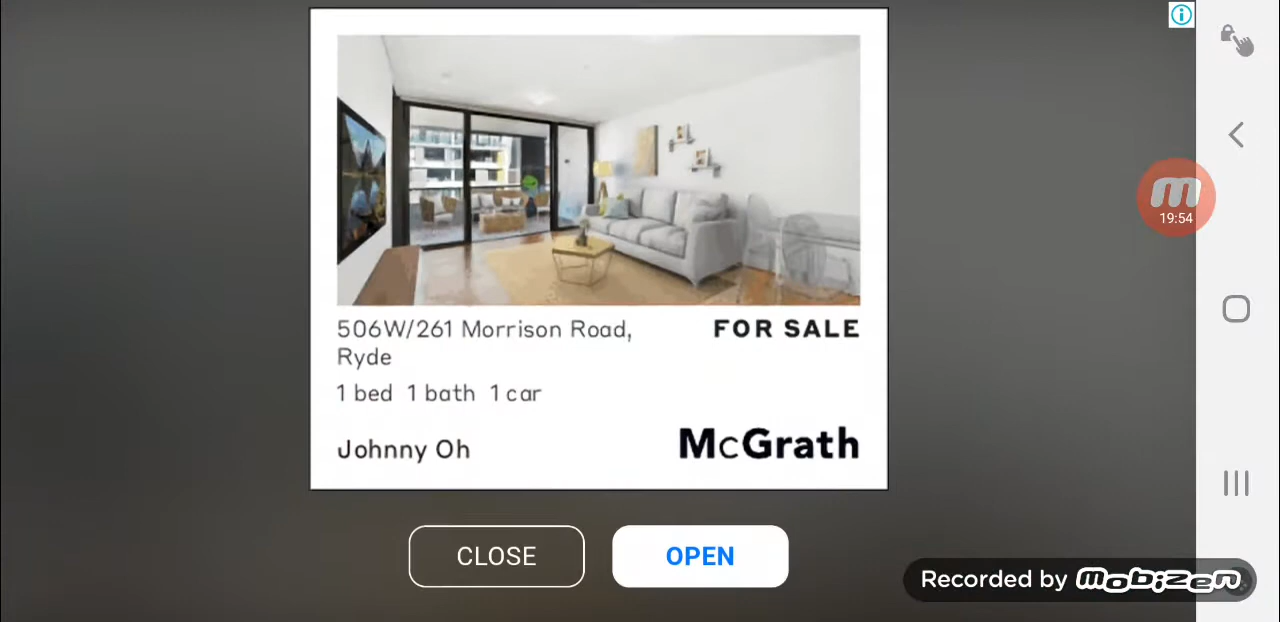 506W/261 Morrison Road,
Ryde
FOR SALE
1 bed 1 bath 1 car
Johnny Oh
McGrath
CLOSE
OPEN
19:54
Recorded by mobizen